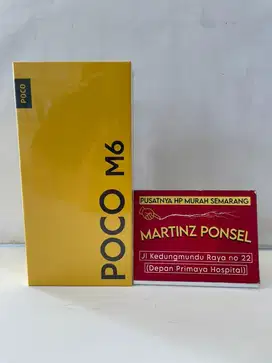 POCO
POCO M6
PUSATNYA HP MURAH SEMARANG
MARTINZ PONSEL
Jl Kedungmundu Raya no 22
(Depan Primaya Hospital)